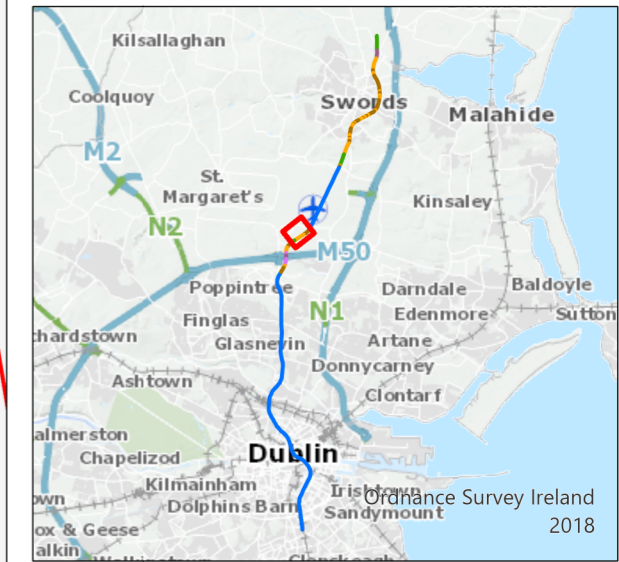 Kilsallaghan
Coolquoy
Swords
Malahide
M2
St.
Margaret's
Kinsaley
N2
M50
Poppintree
Darndale
Baldoyle
N1
Edenmore
Sutton
Finglas
chardstown
Glasnevin
Artane
Donnycarney
Ashtown
Clontarf
almerston
Dublin
Chapelizod
Kilmainham
Irishtown
Ordnance Survey Ireland
own
Dolphins Barn
Sandymount
2018
ox & Geese
alkin
Walkinstown
Clonskeagh